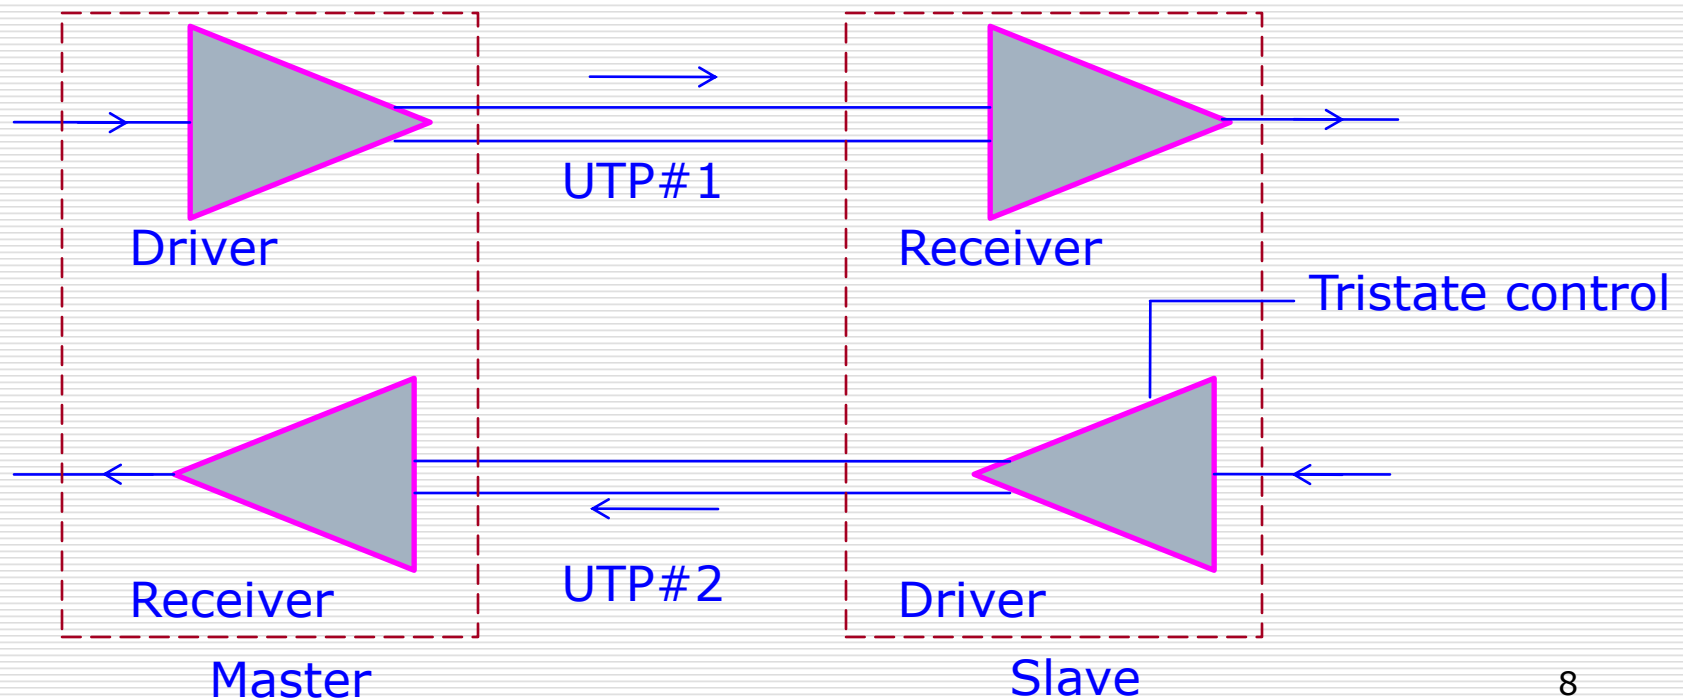 UTP#1
Driver
Receiver
Tristate control
UTP#2
Receiver
Driver
Master
Slave
8